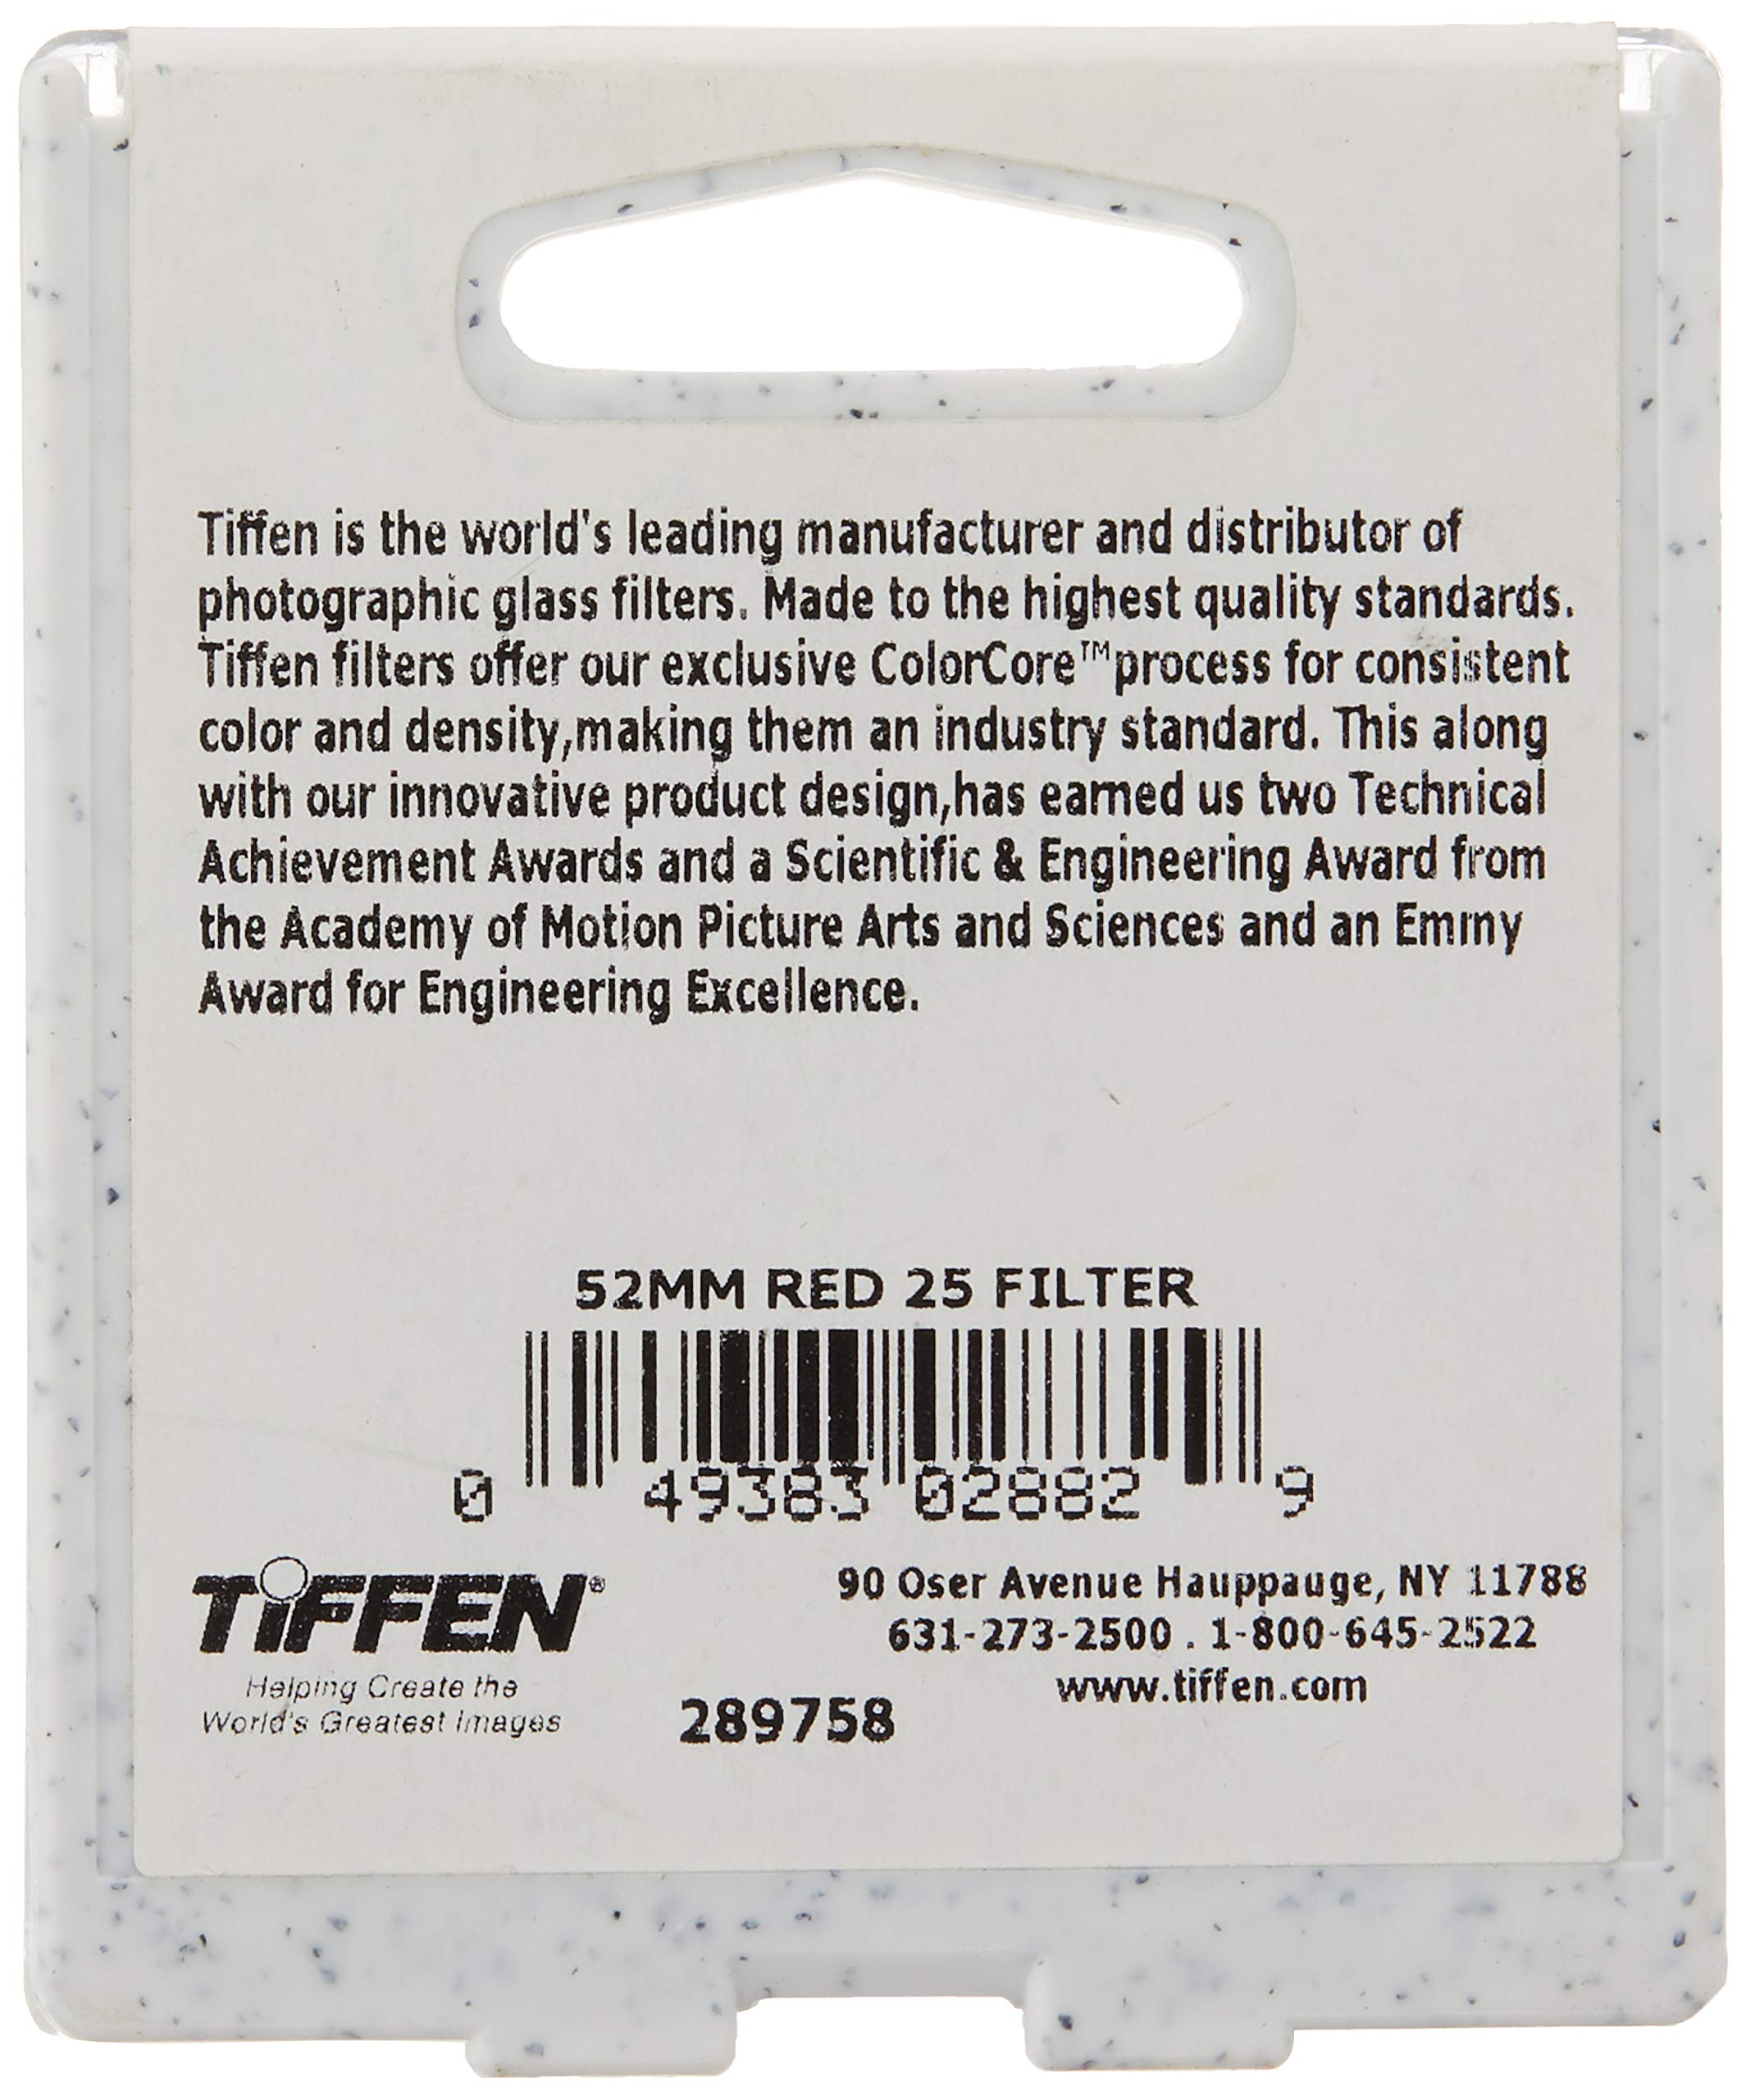 Tiffen is the world's leading manufacturer and distributor of
photographic glass filters. Made to the highest quality standards.
Tiffen filters offer our exclusive ColorCore™ process for consistent
color and density,making them an industry standard. This along
with our innovative product design,has earned us two Technical
Achievement Awards and a Scientific & Engineering Award from
the Academy of Motion Picture Arts and Sciences and an Emmy
Award for Engineering Excellence.
52MM RED 25 FILTER
0 49383 02882 9
TiFFEN®
Helping Create the
World's Greatest Images
289758
90 Oser Avenue Hauppauge, NY 11788
631-273-2500 . 1-800-645-2522
www.tiffen.com